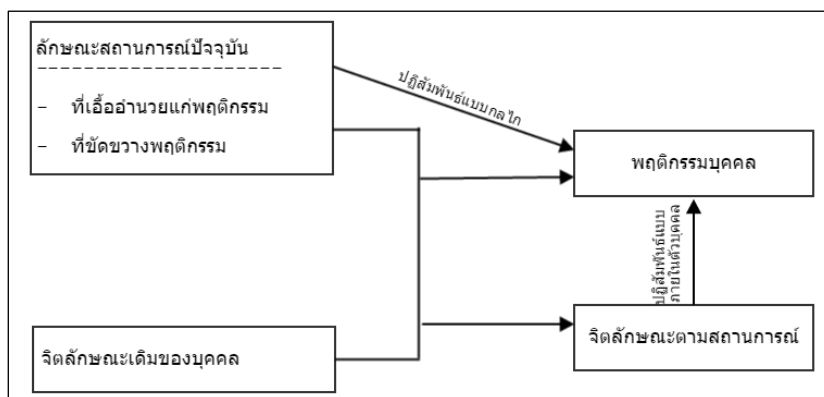 ลักษณะสถานการณ์ปัจจุบัน
----------------------
- ที่เอื้ออำนวยแก่พฤติกรรม
- ที่ขัดขวางพฤติกรรม
ปฏิสัมพันธ์แบบกลไก
พฤติกรรมบุคคล
ปฏิสัมพันธ์แบบ
ภายในตัวบุคคล
จิตลักษณะเดิมของบุคคล
จิตลักษณะตามสถานการณ์